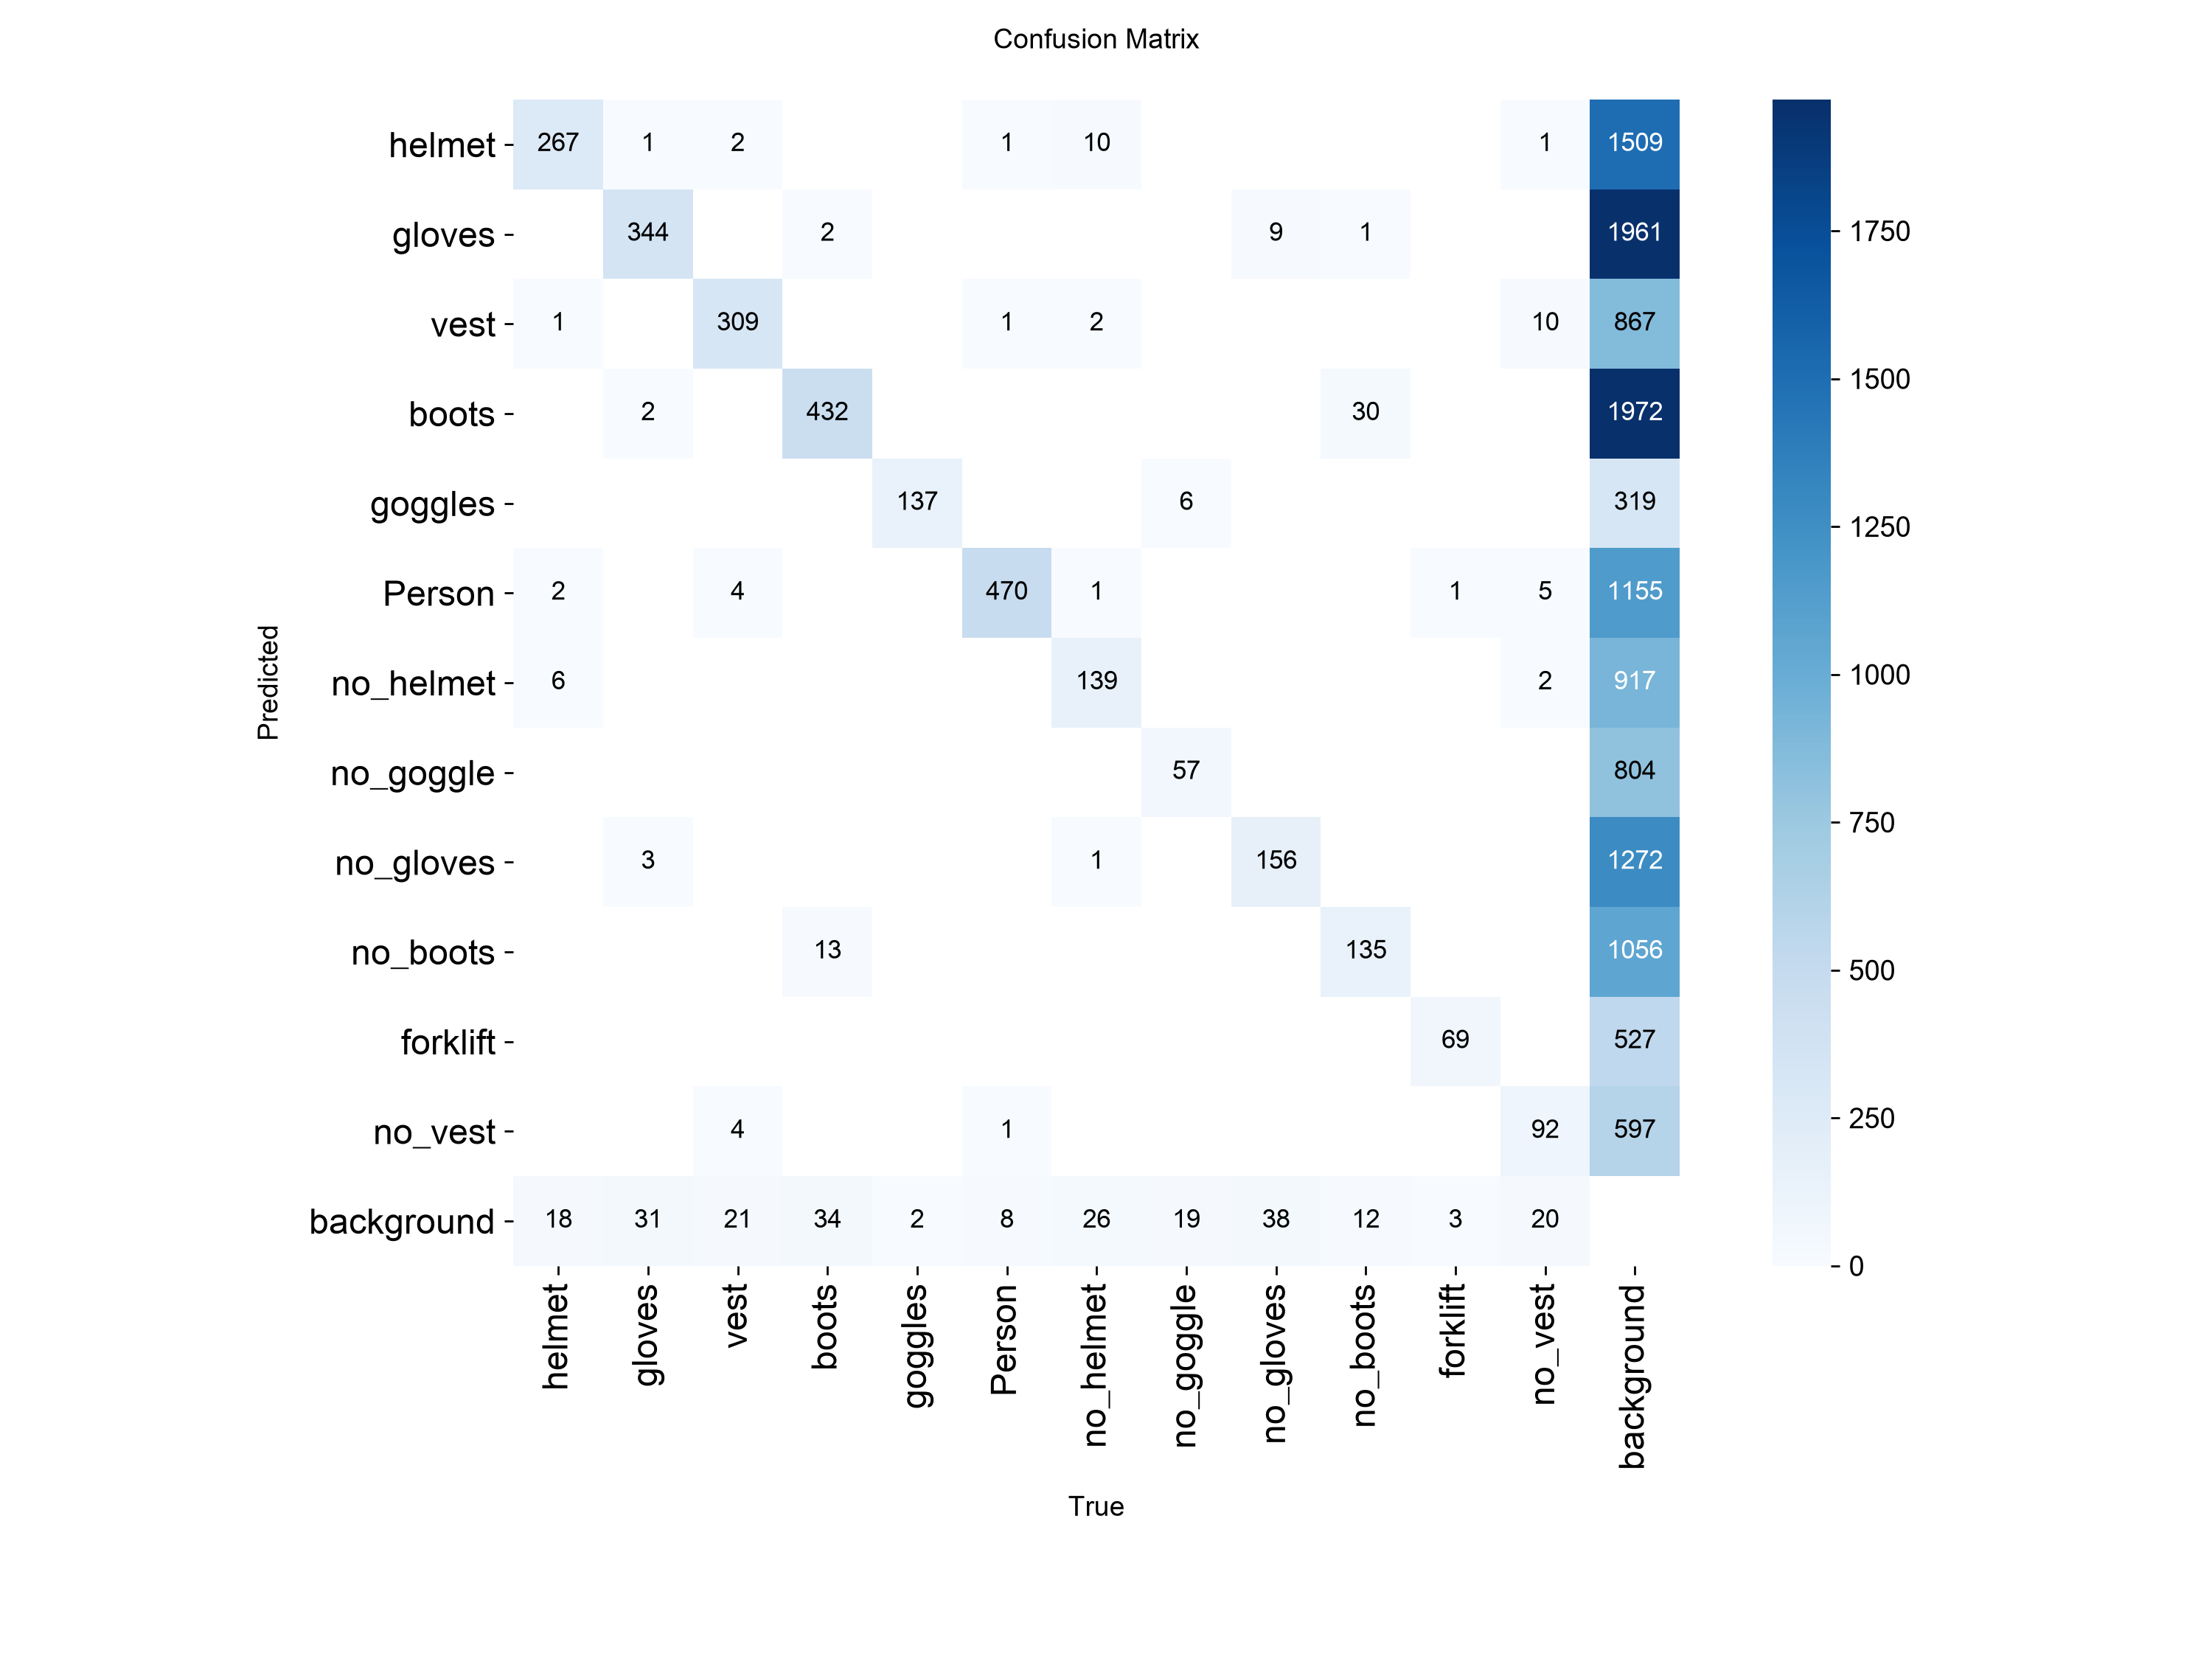 Confusion Matrix
helmet 267 1 2 1 10 1 1509
gloves 344 2 9 1 1961
vest 1 309 1 2 10 867
boots 2 432 30 1972
goggles 137 6 319
Person 2 4 470 1 1 5 1155
no_helmet 6 139 2 917
no_goggle 57 804
no_gloves 3 1 156 1272
no_boots 13 135 1056
forklift 69 527
no_vest 4 1 92 597
background 18 31 21 34 2 8 26 19 38 12 3 20
helmet gloves vest boots goggles Person no_helmet no_goggle no_gloves no_boots forklift no_vest background
True
Predicted
1750
1500
1250
1000
750
500
250
0